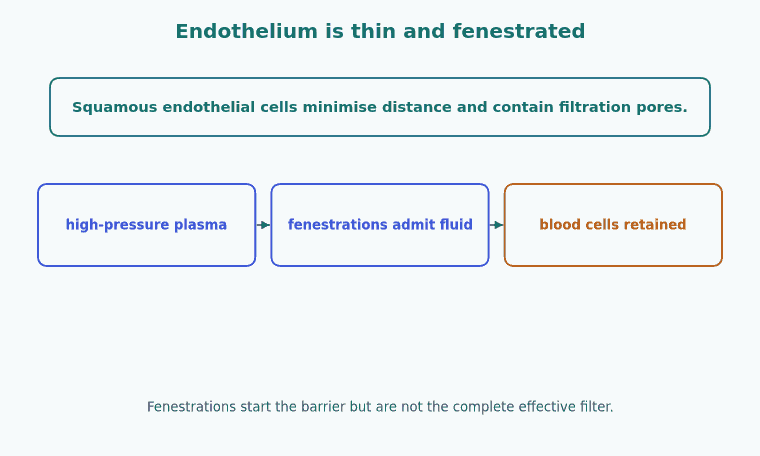 Endothelium is thin and fenestrated
Squamous endothelial cells minimise distance and contain filtration pores.
high-pressure plasma
fenestrations admit fluid
blood cells retained
Fenestrations start the barrier but are not the complete effective filter.